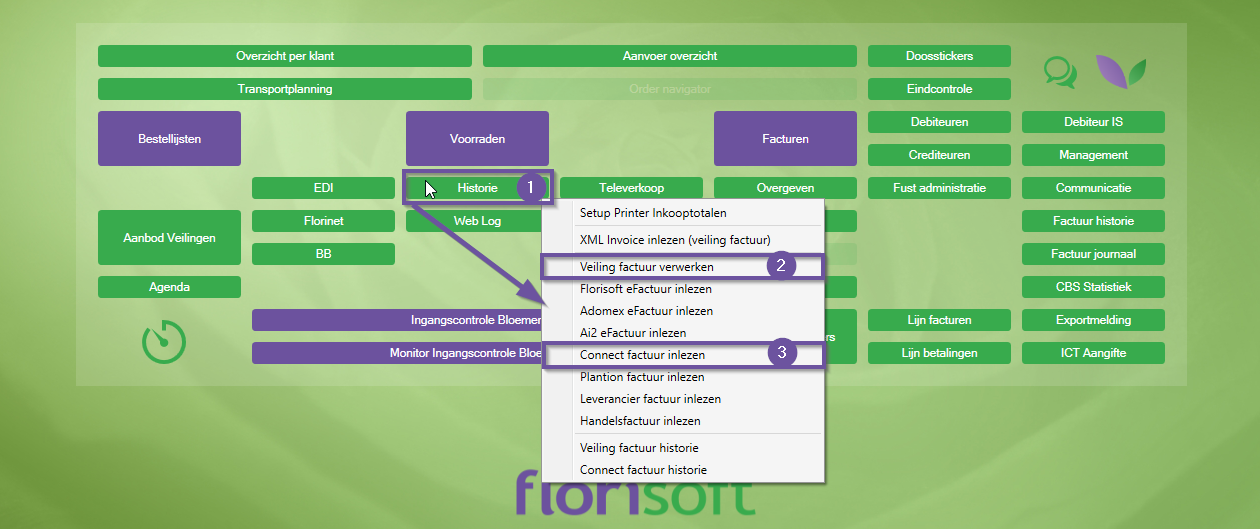 Overzicht per klant
Aanvoer overzicht
Doosstickers
Transportplanning
Order navigator
Eindcontrole
Bestellijsten
Voorraden
Facturen
Debiteuren
Debiteur IS
Crediteuren
Management
EDI
Historie
1
Televerkoop
Overgeven
Fust administratie
Communicatie
Aanbod Veilingen
Florinet
Web Log
Factuur historie
BB
Factuur journaal
Agenda
CBS Statistiek
Ingangscontrole Bloemen
Lijn facturen
Exportmelding
Monitor Ingangscontrole Bloe
rs
Lijn betalingen
ICT Aangifte
Setup Printer Inkooptotalen
XML Invoice inlezen (veiling factuur)
Veiling factuur verwerken
2
Florisoft eFactuur inlezen
Adomex eFactuur inlezen
Ai2 eFactuur inlezen
Connect factuur inlezen
3
Plantion factuur inlezen
Leverancier factuur inlezen
Handelsfactuur inlezen
Veiling factuur historie
Connect factuur historie
florisoft